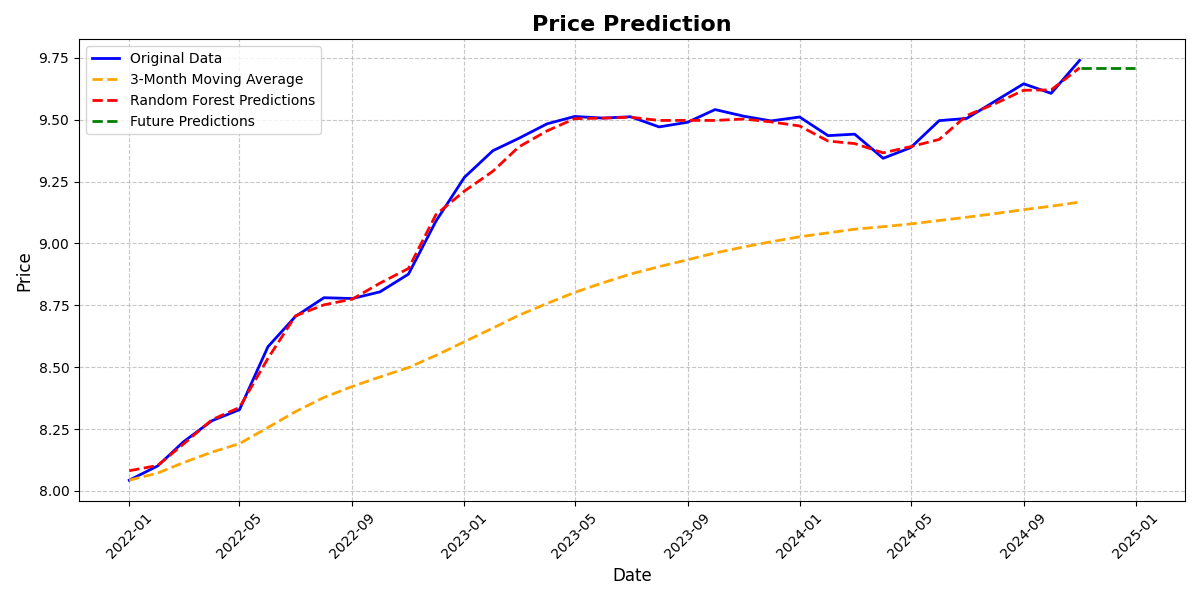 Price Prediction
Original Data
3-Month Moving Average
Random Forest Predictions
Future Predictions
9.75
9.50
9.25
9.00
8.75
8.50
8.25
8.00
Price
2022-01
2022-05
2022-09
2023-01
2023-05
2023-09
2024-01
2024-05
2024-09
2025-01
Date